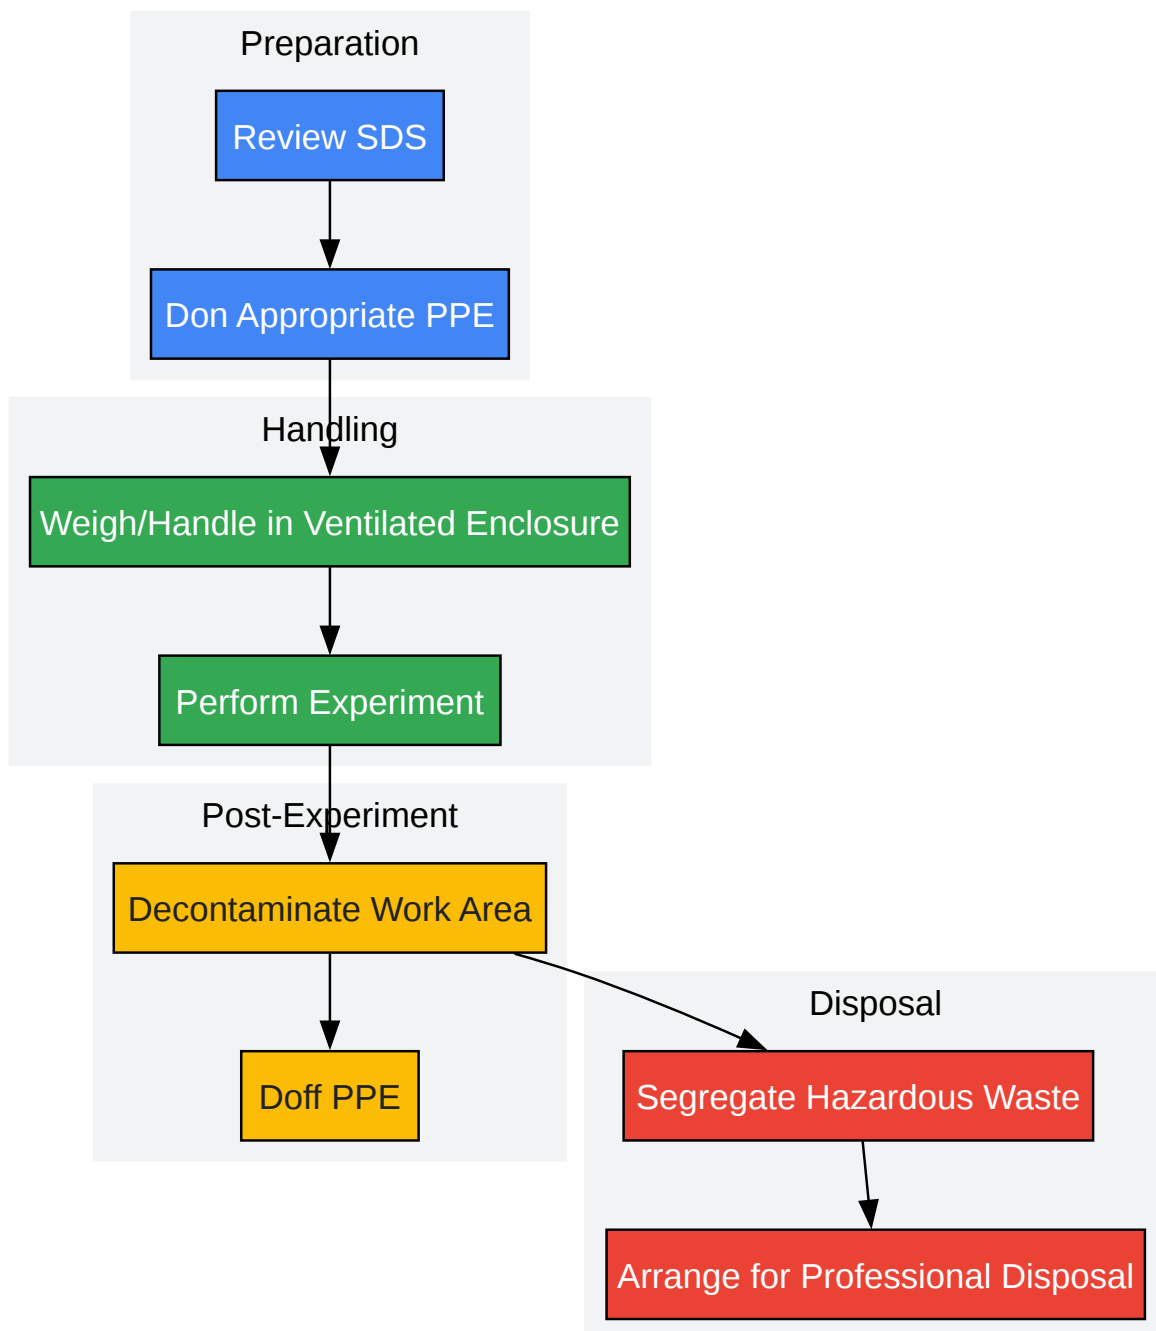 Preparation
Review SDS
Don Appropriate PPE
Handling
Weigh/Handle in Ventilated Enclosure
Perform Experiment
Post-Experiment
Decontaminate Work Area
Doff PPE
Disposal
Segregate Hazardous Waste
Arrange for Professional Disposal